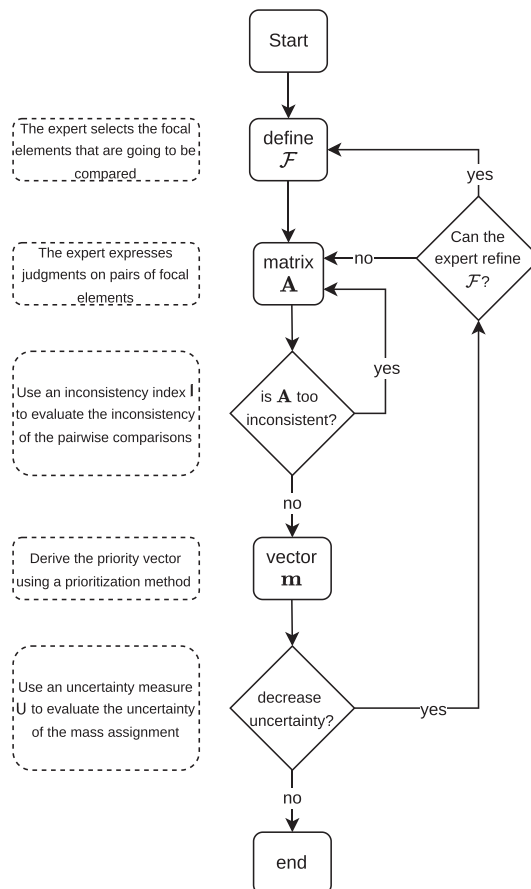 Start
The expert selects the focal
elements that are going to be
compared
define
ℱ
yes
The expert expresses
judgments on pairs of focal
elements
matrix
A
no
Can the
expert refine
ℱ?
yes
Use an inconsistency index I
to evaluate the inconsistency
of the pairwise comparisons
is A too
inconsistent?
no
Derive the priority vector
using a prioritization method
vector
m
Use an uncertainty measure
U to evaluate the uncertainty
of the mass assignment
decrease
uncertainty?
yes
no
end